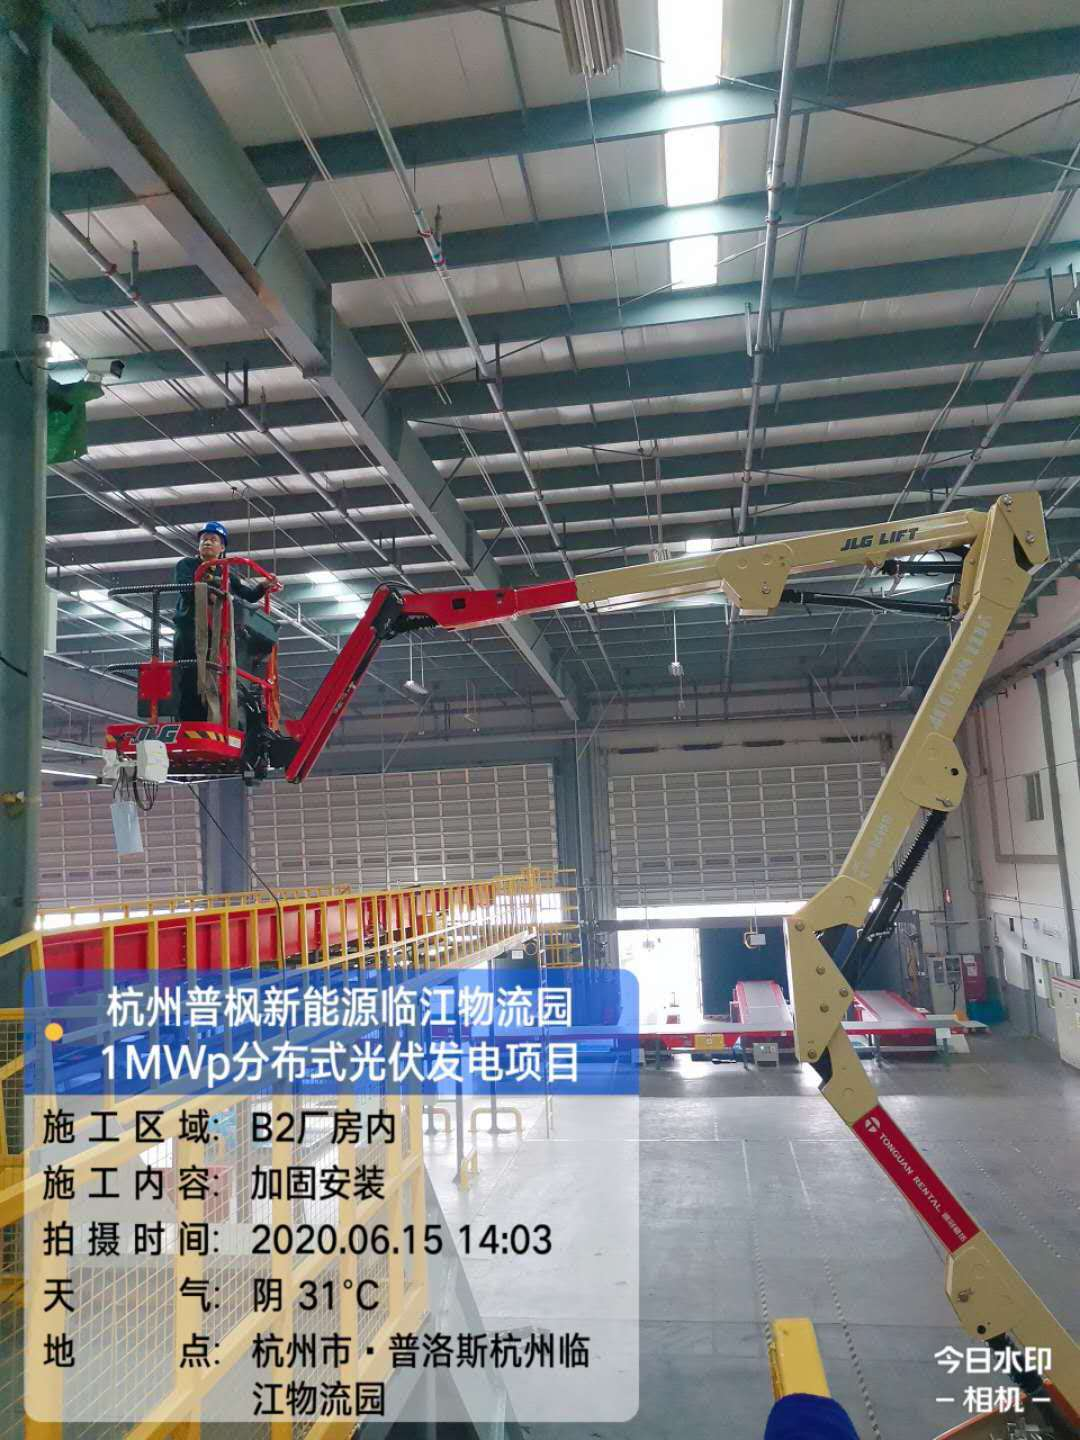 JLG LIFT
JLG
TONGUAN RENTAL
杭州普枫新能源临江物流园
1MWp分布式光伏发电项目
施工区域: B2厂房内
施工内容: 加固安装
拍摄时间: 2020.06.15 14:03
天气: 阴 31°C
地点: 杭州市·普洛斯杭州临
江物流园
今日水印
-相机-